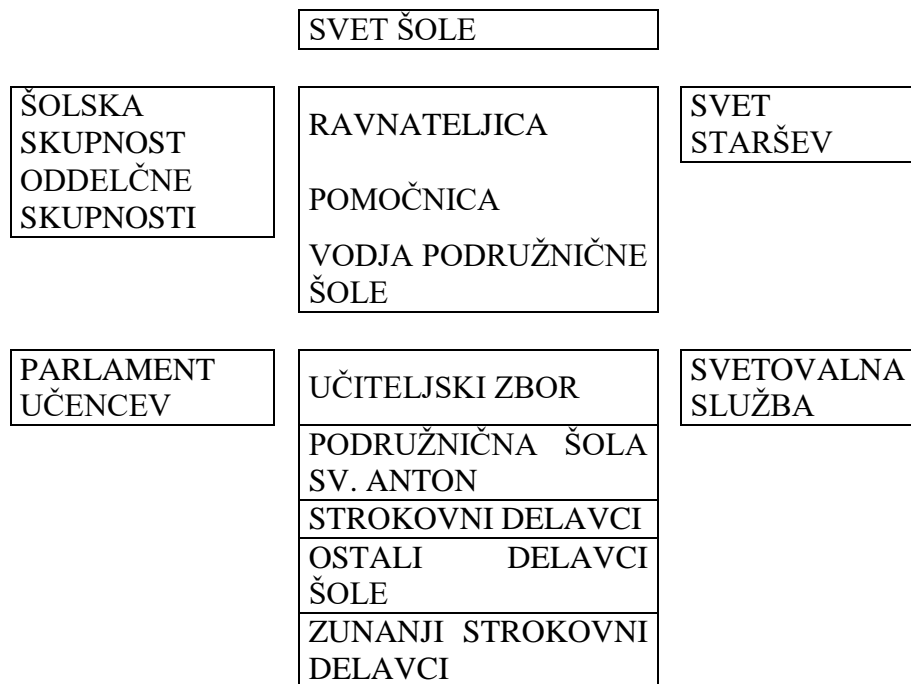 SVET ŠOLE
ŠOLSKA
SKUPNOST
ODDELČNE
SKUPNOSTI
RAVNATELJICA
POMOČNICA
VODJA PODRUŽNIČNE
ŠOLE
SVET
STARŠEV
PARLAMENT
UČENCEV
UČITELJSKI ZBOR
PODRUŽNIČNA ŠOLA
SV. ANTON
STROKOVNI DELAVCI
OSTALI DELAVCI
ŠOLE
ZUNANJI STROKOVNI
DELAVCI
SVETOVALNA
SLUŽBA